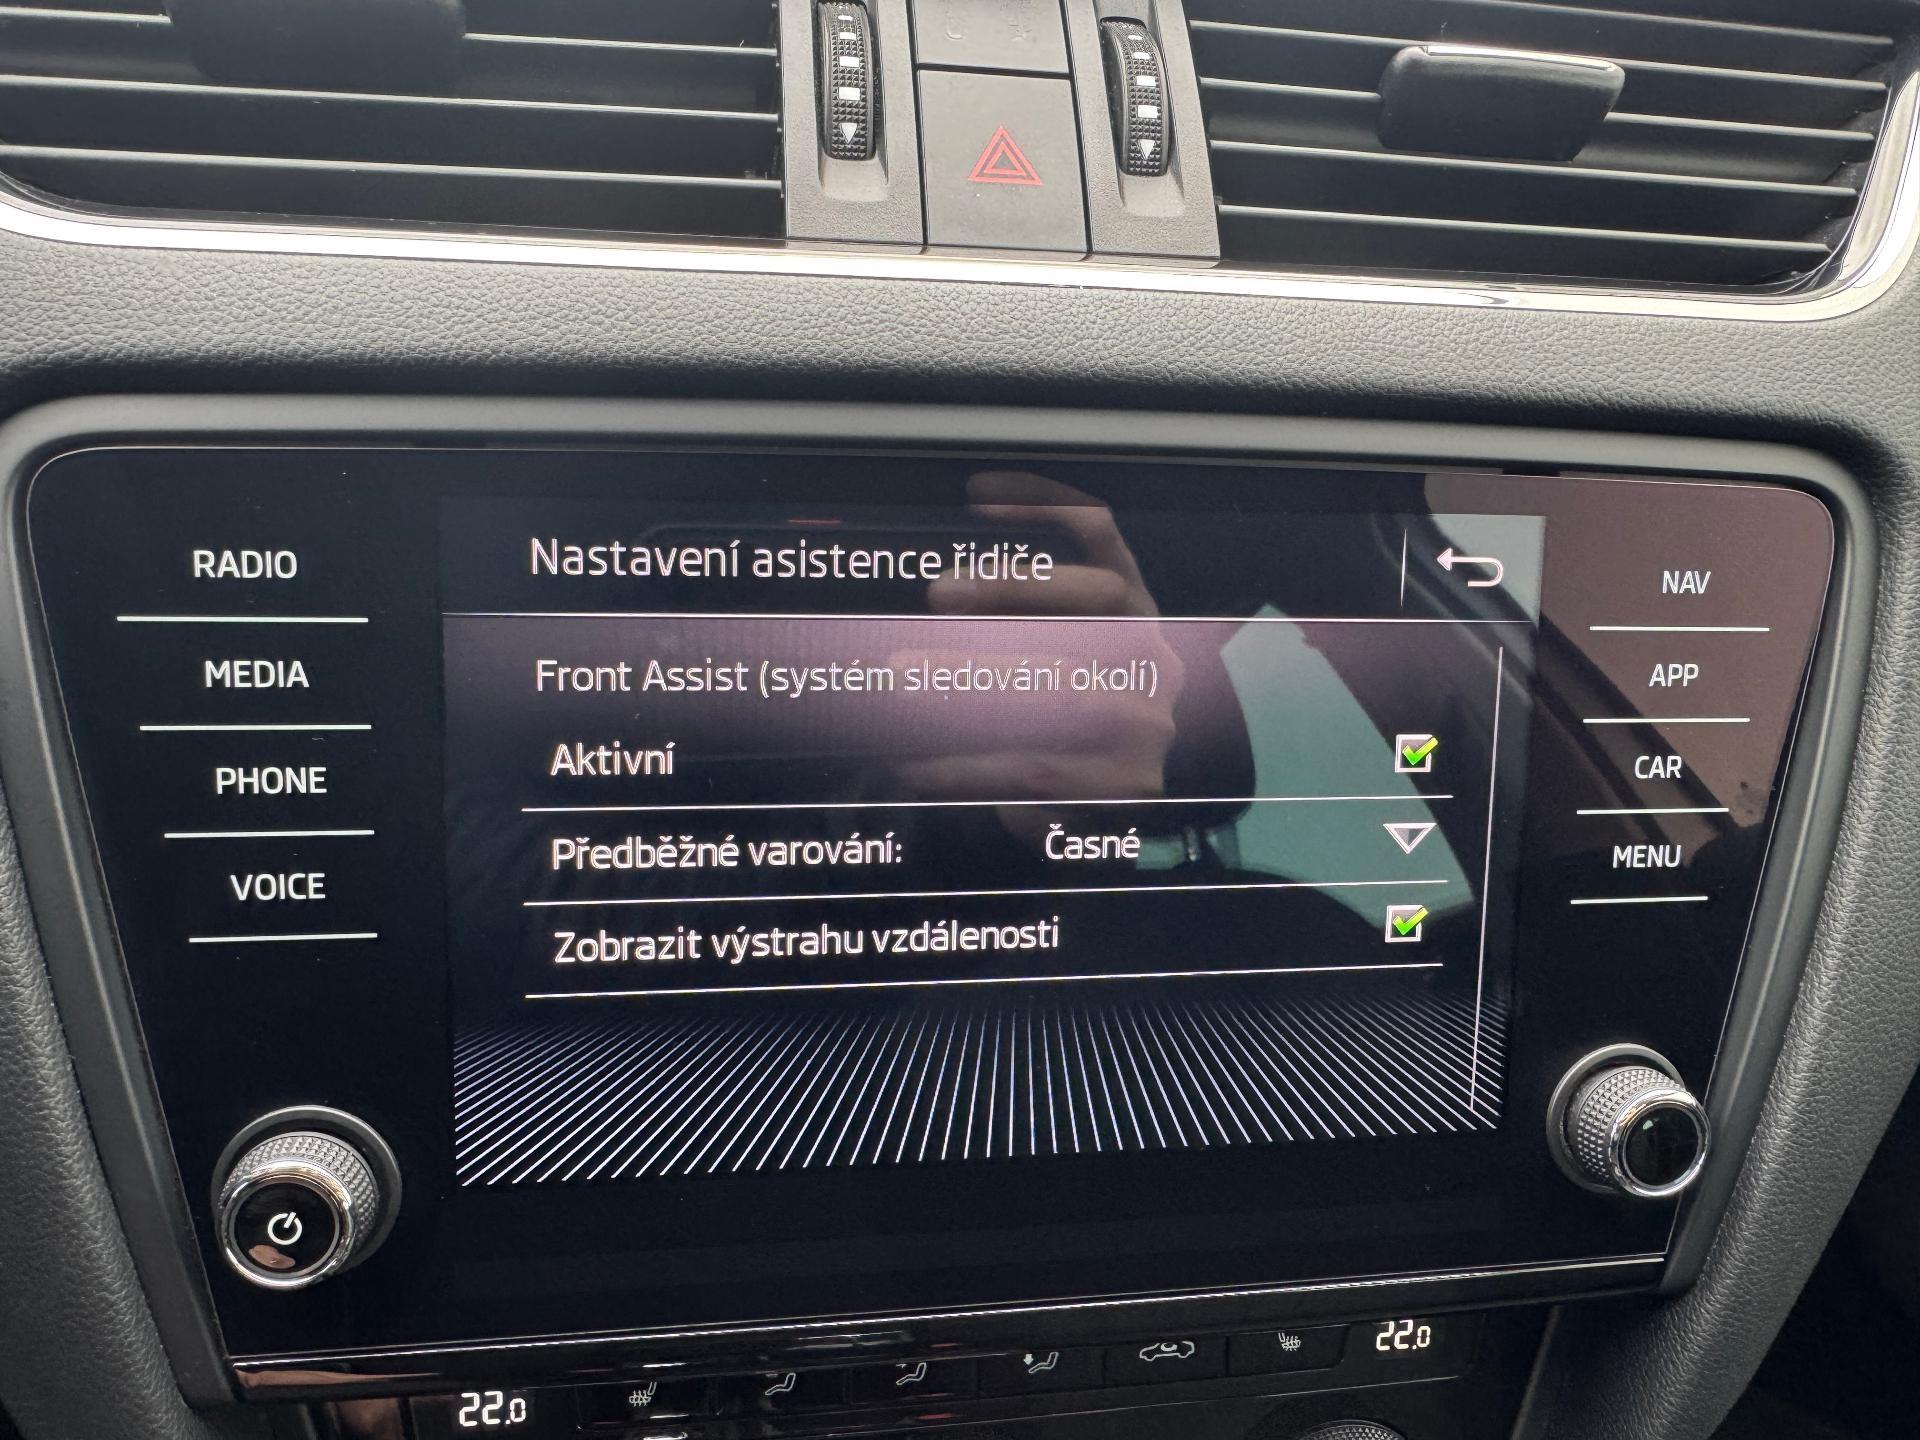 RADIO
MEDIA
PHONE
VOICE
Nastavení asistence řidiče
Front Assist (systém sledování okolí)
Aktivní
Předběžné varování: Časné
Zobrazit výstrahu vzdálenosti
NAV
APP
CAR
MENU
22.0
22.0